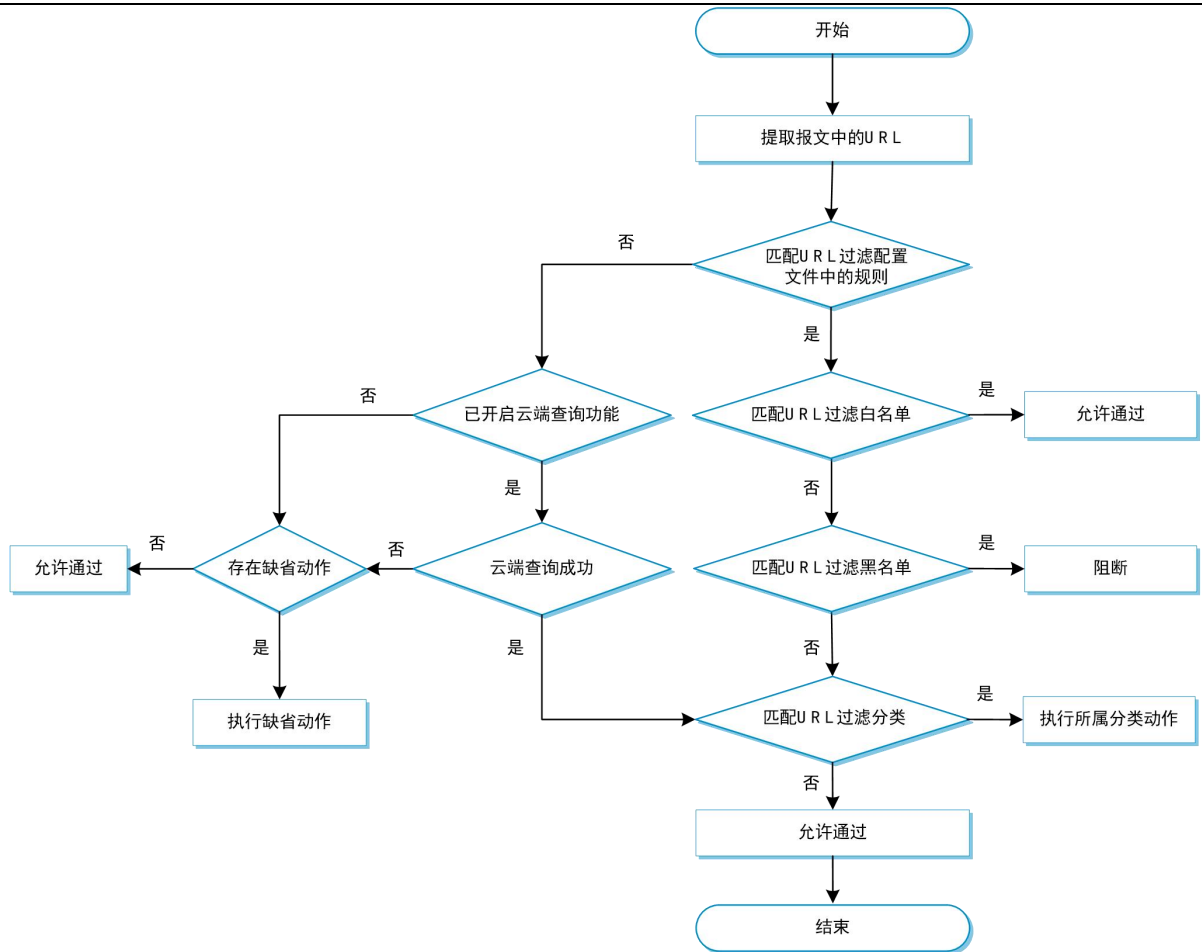 开始
提取报文中的URL
匹配URL过滤配置
文件中的规则
否
是
已开启云端查询功能
否
匹配URL过滤白名单
是
允许通过
是
否
允许通过
否
存在缺省动作
否
云端查询成功
匹配URL过滤黑名单
是
阻断
是
是
否
执行缺省动作
匹配URL过滤分类
是
执行所属分类动作
否
允许通过
结束